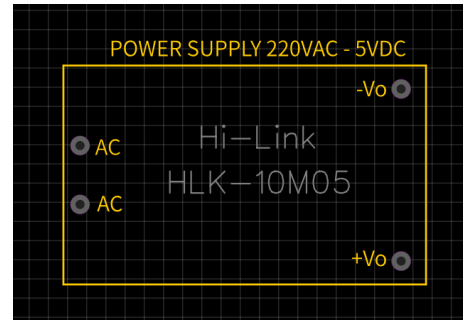 POWER SUPPLY 220VAC - 5VDC
-Vo
Hi-Link
AC
HLK-10M05
AC
+Vo